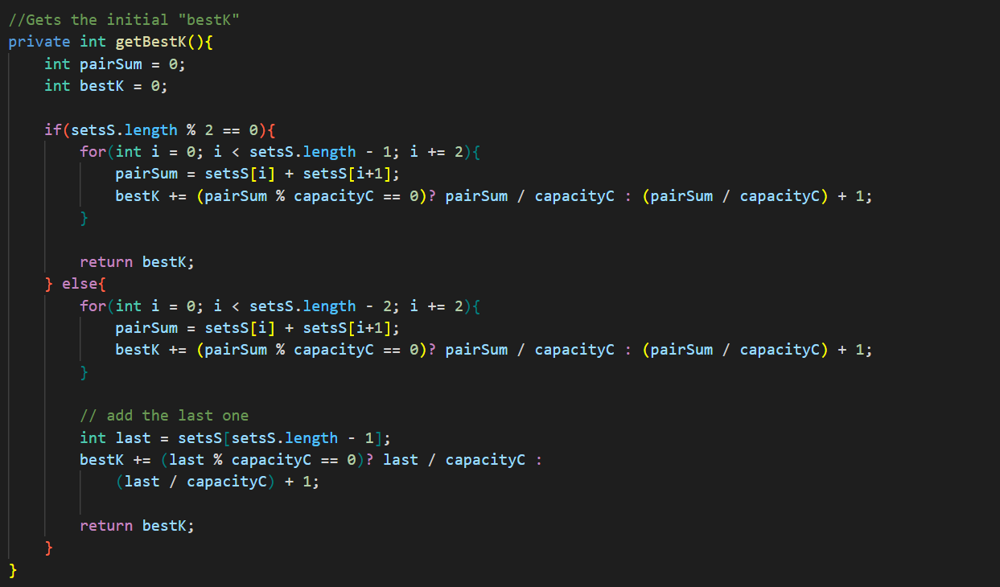 //Gets the initial "bestK"
private int getBestK(){
    int pairSum = 0;
    int bestK = 0;

    if(setsS.length % 2 == 0){
        for(int i = 0; i < setsS.length - 1; i += 2){
            pairSum = setsS[i] + setsS[i+1];
            bestK += (pairSum % capacityC == 0)? pairSum / capacityC : (pairSum / capacityC) + 1;
        }

        return bestK;
    } else{
        for(int i = 0; i < setsS.length - 2; i += 2){
            pairSum = setsS[i] + setsS[i+1];
            bestK += (pairSum % capacityC == 0)? pairSum / capacityC : (pairSum / capacityC) + 1;
        }

        // add the last one
        int last = setsS[setsS.length - 1];
        bestK += (last % capacityC == 0)? last / capacityC :
            (last / capacityC) + 1;

        return bestK;
    }
}